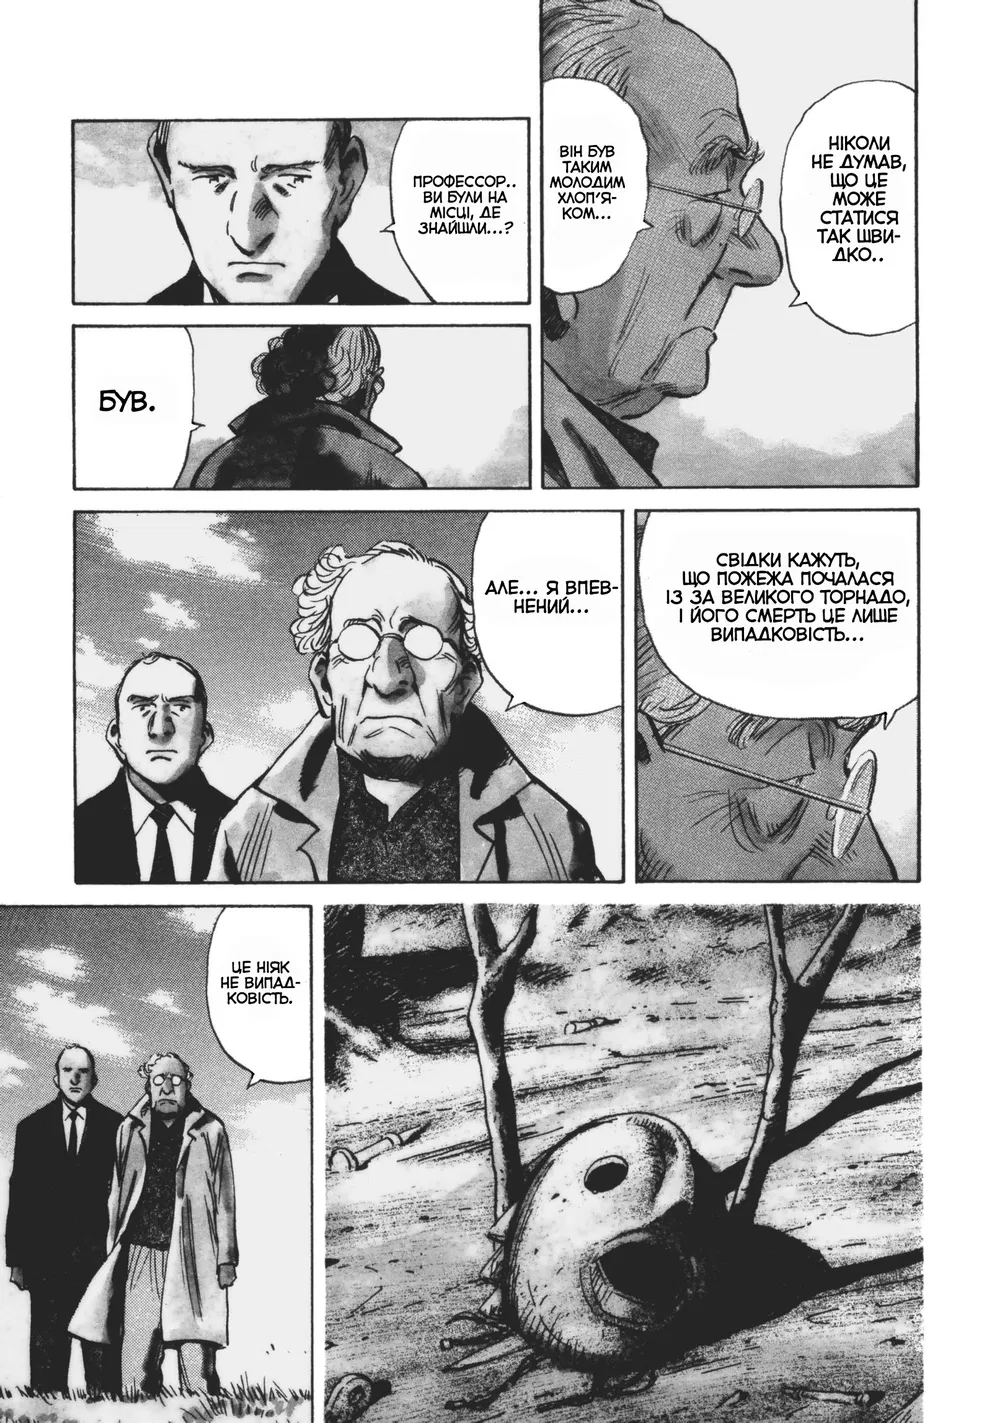 НІКОЛИ
НЕ ДУМАВ,
ЩО ЦЕ
МОЖЕ
СТАТИСЯ
ТАК ШВИ-
ДКО..
ВІН БУВ
ТАКИМ
МОЛОДИМ
ХЛОП'Я-
КОМ...
ПРОФЕССОР..
ВИ БУЛИ НА
МІСЦІ, ДЕ
ЗНАЙШЛИ...?
БУВ.
СВІДКИ КАЖУТЬ,
ЩО ПОЖЕЖА ПОЧАЛАСЯ
ІЗ ЗА ВЕЛИКОГО ТОРНАДО,
І ЙОГО СМЕРТЬ ЦЕ ЛИШЕ
ВИПАДКОВІСТЬ...
АЛЕ... Я ВПЕВ-
НЕНИЙ...
ЦЕ НІЯК
НЕ ВИПАД-
КОВІСТЬ.